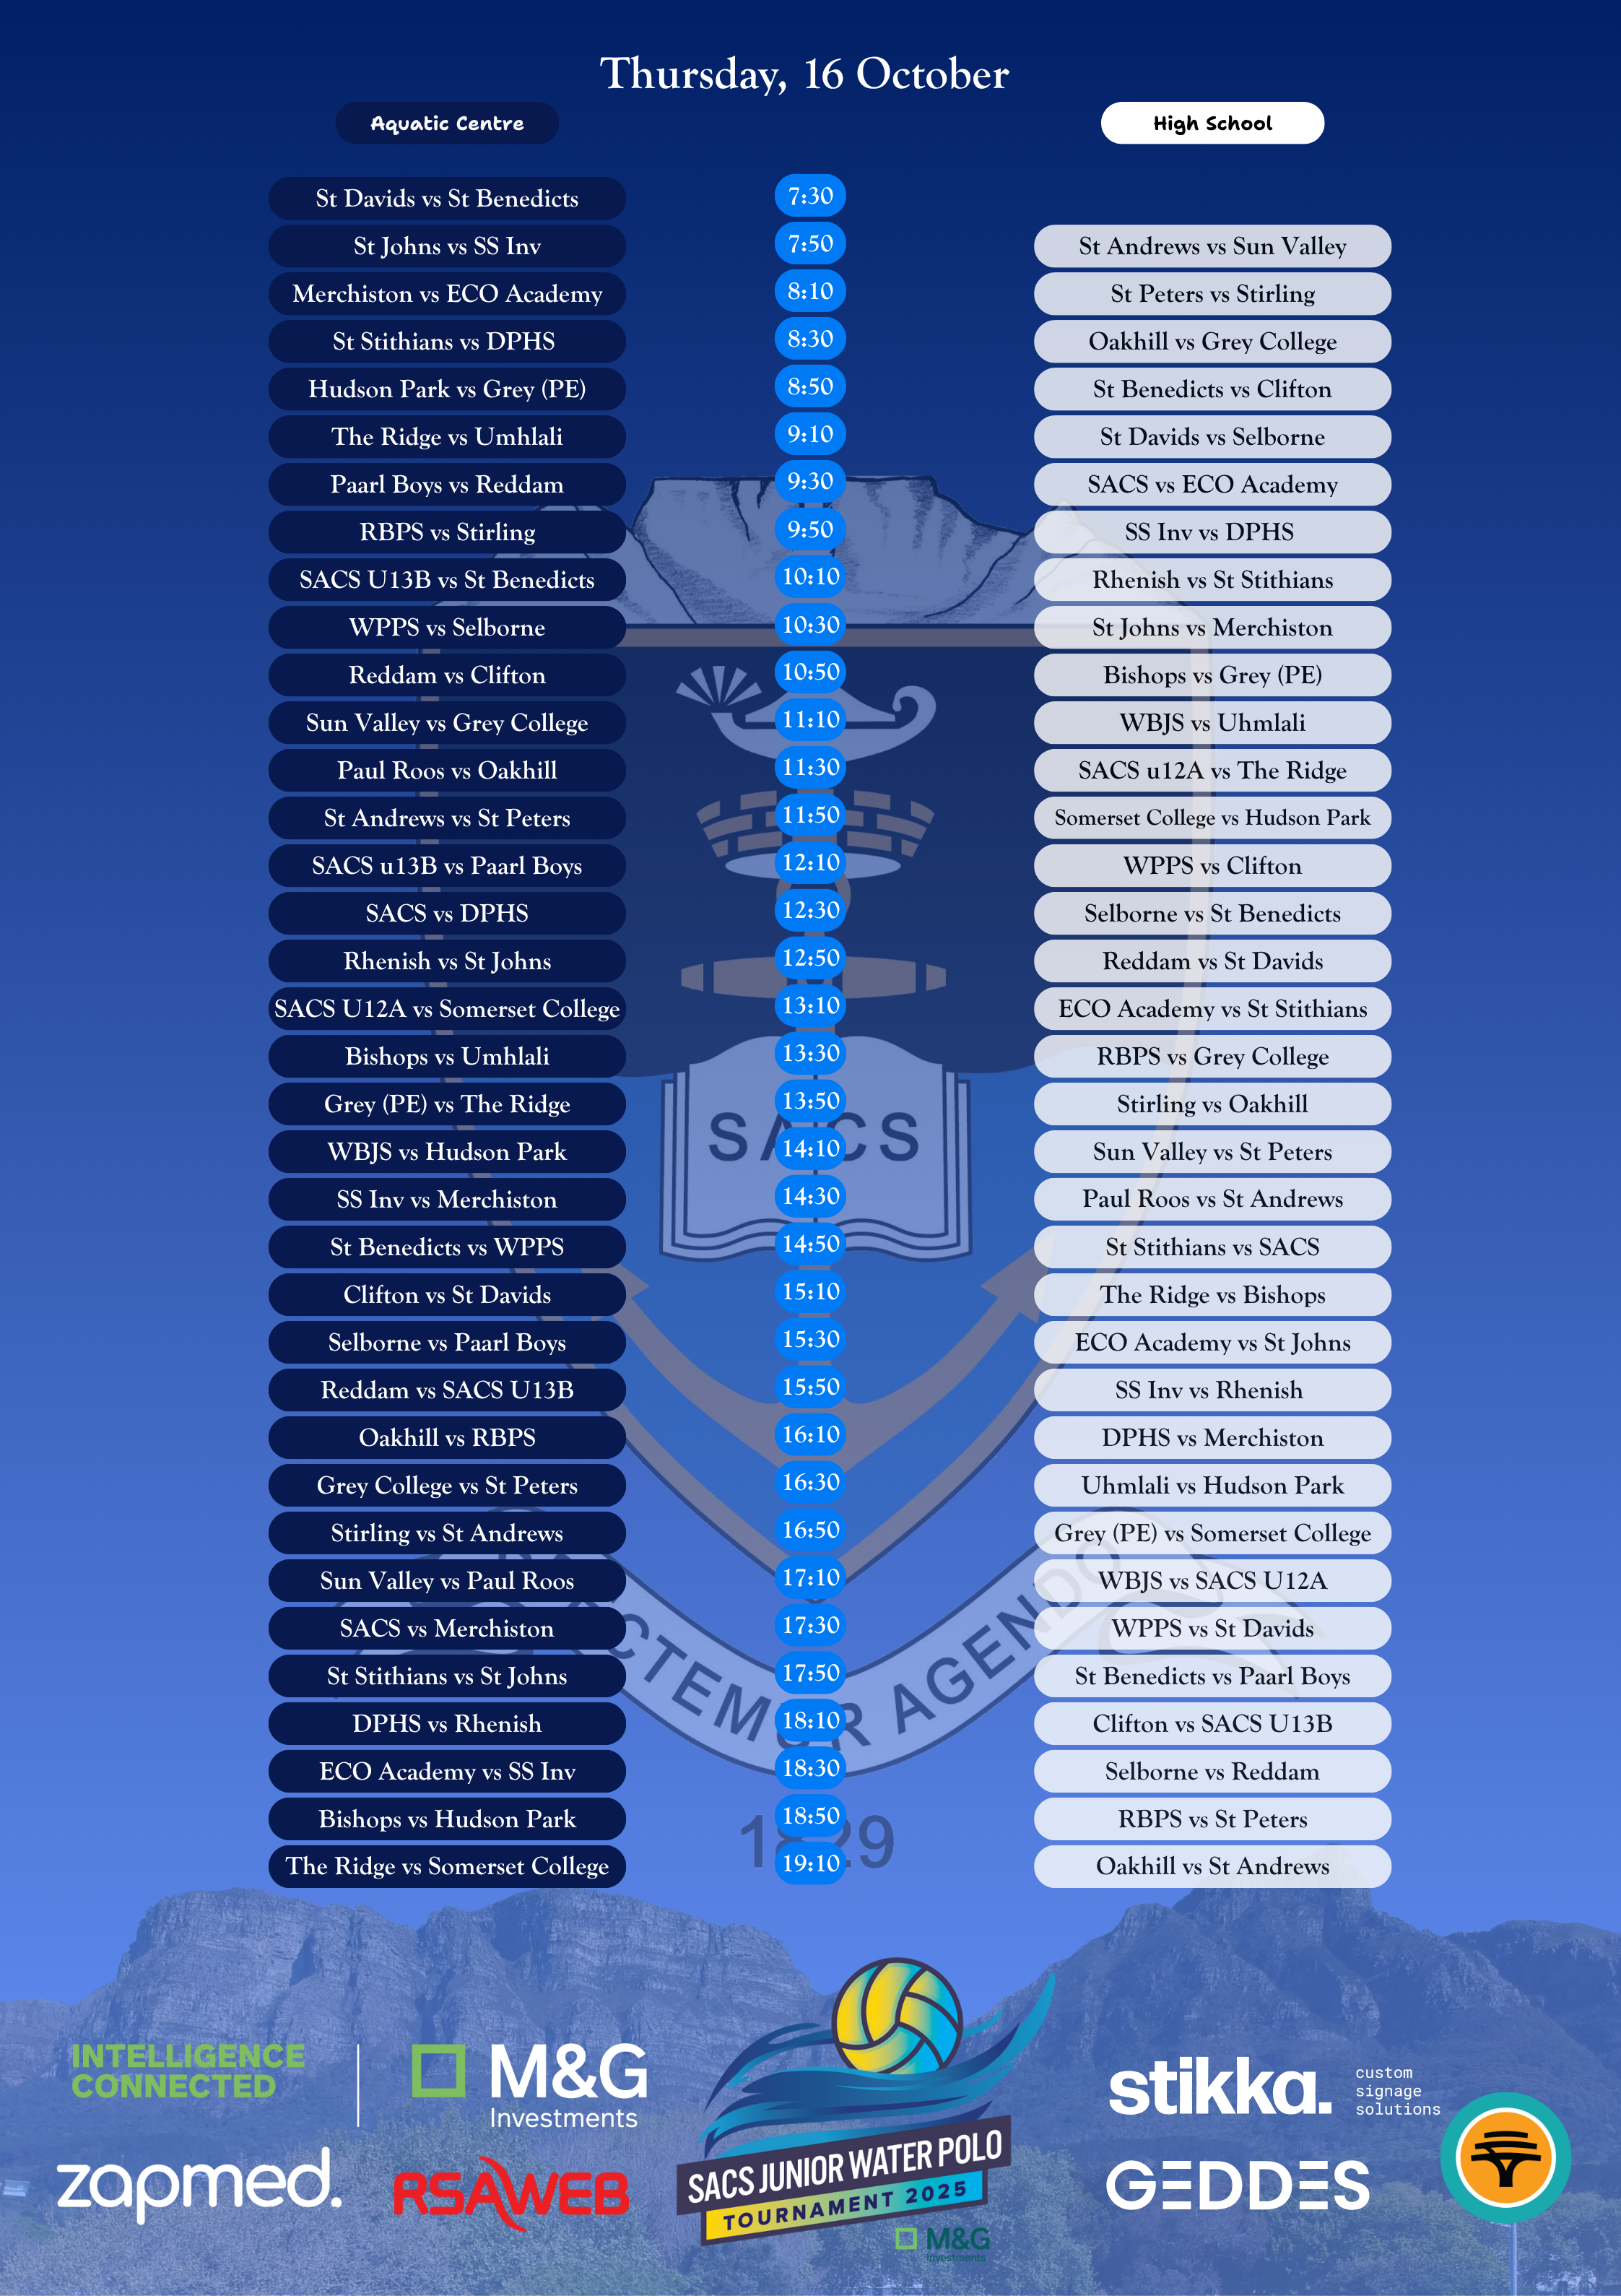 Thursday, 16 October
Aquatic Centre High School
St Davids vs St Benedicts 7:30
St Johns vs SS Inv 7:50 St Andrews vs Sun Valley
Merchiston vs ECO Academy 8:10 St Peters vs Stirling
St Stithians vs DPHS 8:30 Oakhill vs Grey College
Hudson Park vs Grey (PE) 8:50 St Benedicts vs Clifton
The Ridge vs Umhlali 9:10 St Davids vs Selborne
Paarl Boys vs Reddam 9:30 SACS vs ECO Academy
RBPS vs Stirling 9:50 SS Inv vs DPHS
SACS U13B vs St Benedicts 10:10 Rhenish vs St Stithians
WPPS vs Selborne 10:30 St Johns vs Merchiston
Reddam vs Clifton 10:50 Bishops vs Grey (PE)
Sun Valley vs Grey College 11:10 WBJS vs Uhmlali
Paul Roos vs Oakhill 11:30 SACS u12A vs The Ridge
St Andrews vs St Peters 11:50 Somerset College vs Hudson Park
SACS u13B vs Paarl Boys 12:10 WPPS vs Clifton
SACS vs DPHS 12:30 Selborne vs St Benedicts
Rhenish vs St Johns 12:50 Reddam vs St Davids
SACS U12A vs Somerset College 13:10 ECO Academy vs St Stithians
Bishops vs Umhlali 13:30 RBPS vs Grey College
Grey (PE) vs The Ridge 13:50 Stirling vs Oakhill
SACS
WBJS vs Hudson Park 14:10 Sun Valley vs St Peters
SS Inv vs Merchiston 14:30 Paul Roos vs St Andrews
St Benedicts vs WPPS 14:50 St Stithians vs SACS
Clifton vs St Davids 15:10 The Ridge vs Bishops
Selborne vs Paarl Boys 15:30 ECO Academy vs St Johns
Reddam vs SACS U13B 15:50 SS Inv vs Rhenish
Oakhill vs RBPS 16:10 DPHS vs Merchiston
Grey College vs St Peters 16:30 Uhmlali vs Hudson Park
Stirling vs St Andrews 16:50 Grey (PE) vs Somerset College
Sun Valley vs Paul Roos 17:10 WBJS vs SACS U12A
SACS vs Merchiston 17:30 WPPS vs St Davids
St Stithians vs St Johns 17:50 St Benedicts vs Paarl Boys
AGENDO
DPHS vs Rhenish 18:10 Clifton vs SACS U13B
ECO Academy vs SS Inv 18:30 Selborne vs Reddam
Bishops vs Hudson Park 18:50 RBPS vs St Peters
1829
The Ridge vs Somerset College 19:10 Oakhill vs St Andrews
INTELLIGENCE
CONNECTED
M&G
Investments
stikka.
custom
signage
solutions
zapmed.
RSAWEB
SACS JUNIOR WATER POLO
TOURNAMENT 2025
M&G
Investments
GEDDES